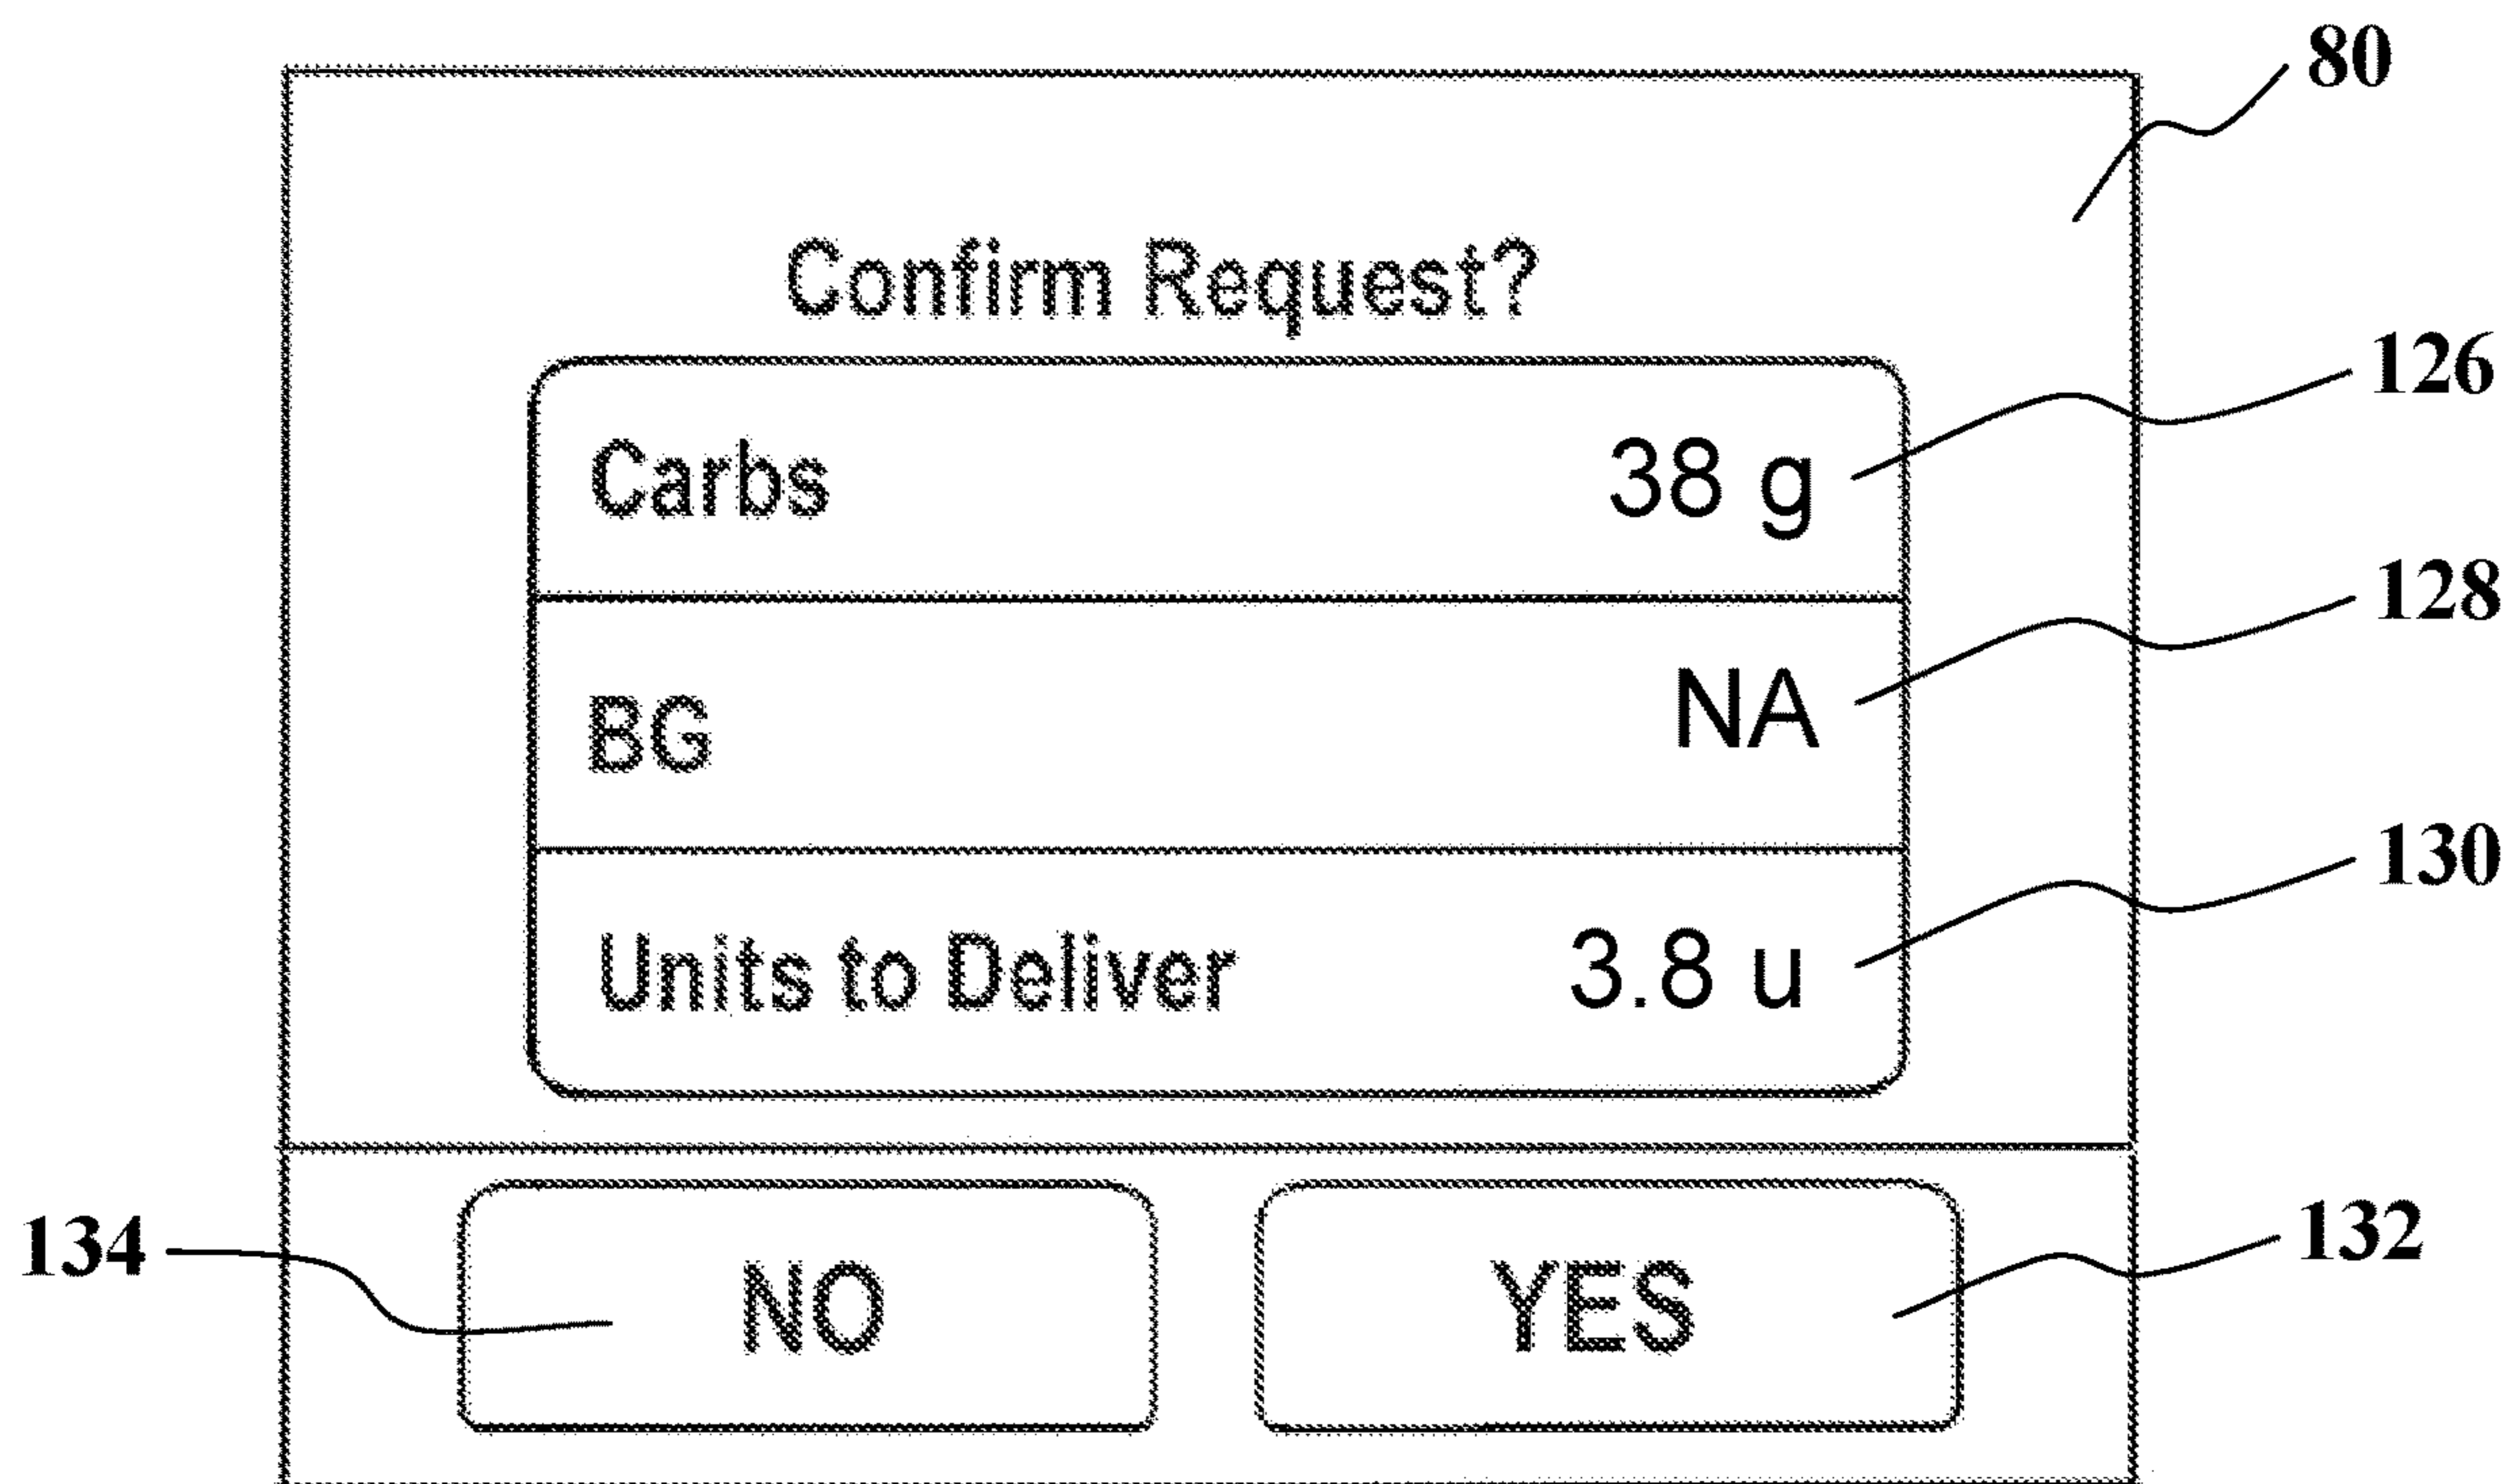 80
Confirm Request?
Carbs 38 g 126
BG NA 128
Units to Deliver 3.8 u 130
134 NO YES 132